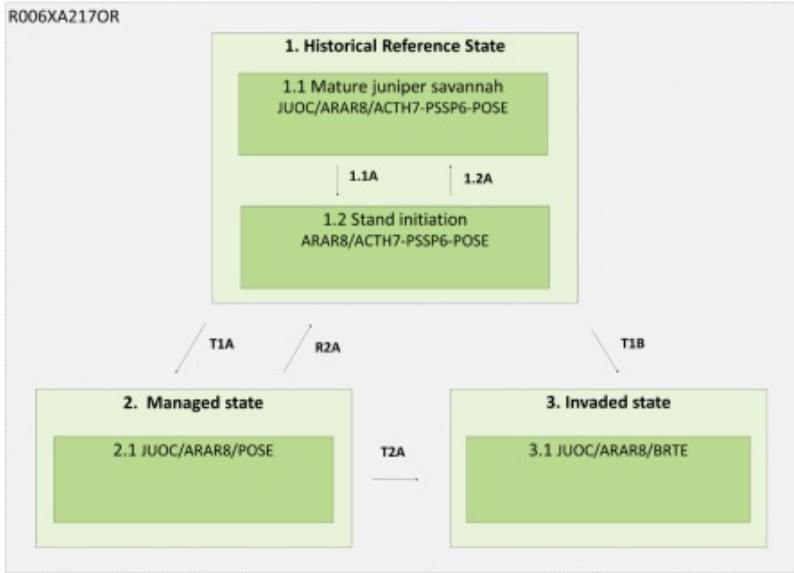 R006XA217OR
1. Historical Reference State
1.1 Mature juniper savannah
JUOC/ARAR8/ACTH7-PSSP6-POSE
1.1A
1.2A
1.2 Stand initiation
ARAR8/ACTH7-PSSP6-POSE
T1A
R2A
T1B
2. Managed state
2.1 JUOC/ARAR8/POSE
T2A
3. Invaded state
3.1 JUOC/ARAR8/BRTE